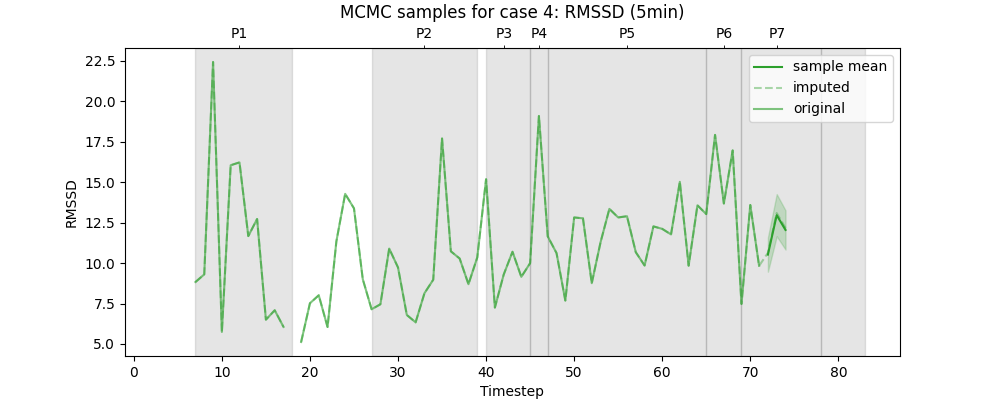 MCMC samples for case 4: RMSSD (5min)
P1 P2 P3 P4 P5 P6 P7
sample mean
imputed
original
22.5
20.0
17.5
15.0
12.5
10.0
7.5
5.0
RMSSD
0 10 20 30 40 50 60 70 80
Timestep